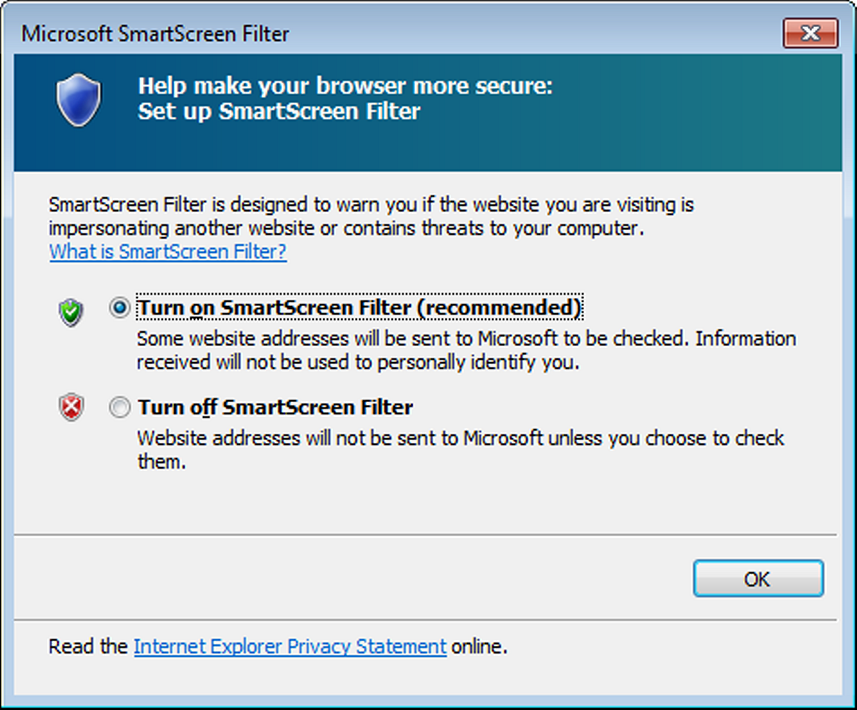 Microsoft SmartScreen Filter
Help make your browser more secure:
Set up SmartScreen Filter
SmartScreen Filter is designed to warn you if the website you are visiting is
impersonating another website or contains threats to your computer.
What is SmartScreen Filter?
Turn on SmartScreen Filter (recommended)
Some website addresses will be sent to Microsoft to be checked. Information
received will not be used to personally identify you.
Turn off SmartScreen Filter
Website addresses will not be sent to Microsoft unless you choose to check
them.
OK
Read the Internet Explorer Privacy Statement online.